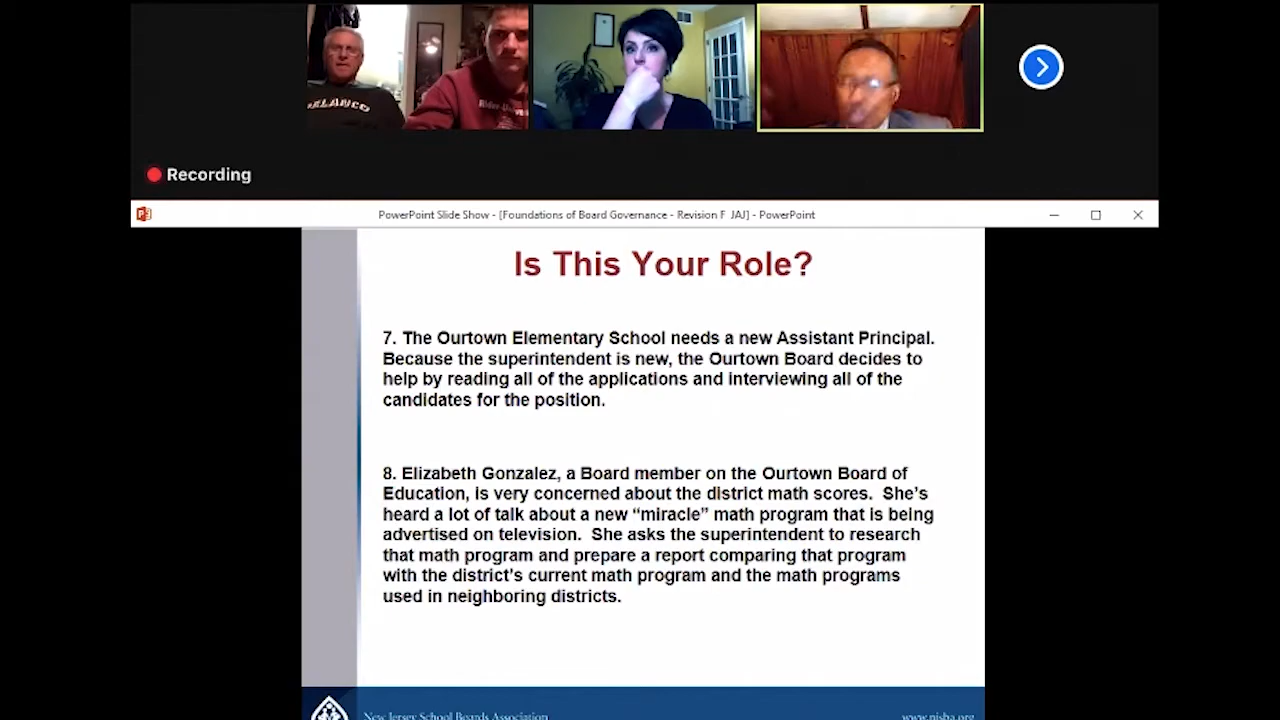 DELANCO
Recording
PowerPoint Slide Show - [Foundations of Board Governance - Revision F JAJ] - PowerPoint
Is This Your Role?
7. The Ourtown Elementary School needs a new Assistant Principal.
Because the superintendent is new, the Ourtown Board decides to
help by reading all of the applications and interviewing all of the
candidates for the position.
8. Elizabeth Gonzalez, a Board member on the Ourtown Board of
Education, is very concerned about the district math scores. She’s
heard a lot of talk about a new “miracle” math program that is being
advertised on television. She asks the superintendent to research
that math program and prepare a report comparing that program
with the district’s current math program and the math programs
used in neighboring districts.
New Jersey School Boards Association
www.njsba.org